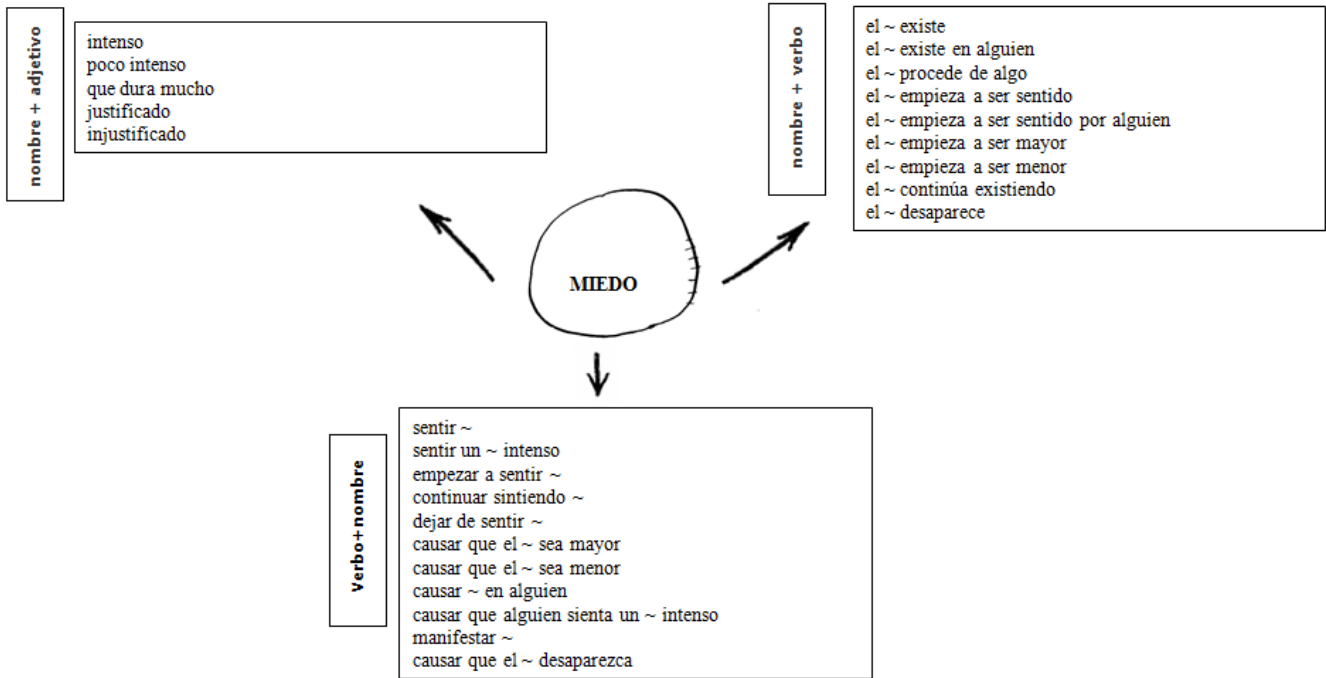 nombre + adjetivo
intenso
poco intenso
que dura mucho
justificado
injustificado
nombre + verbo
el ~ existe
el ~ existe en alguien
el ~ procede de algo
el ~ empieza a ser sentido
el ~ empieza a ser sentido por alguien
el ~ empieza a ser mayor
el ~ empieza a ser menor
el ~ continúa existiendo
el ~ desaparece
MIEDO
Verbo+nombre
sentir ~
sentir un ~ intenso
empezar a sentir ~
continuar sintiendo ~
dejar de sentir ~
causar que el ~ sea mayor
causar que el ~ sea menor
causar ~ en alguien
causar que alguien sienta un ~ intenso
manifestar ~
causar que el ~ desaparezca